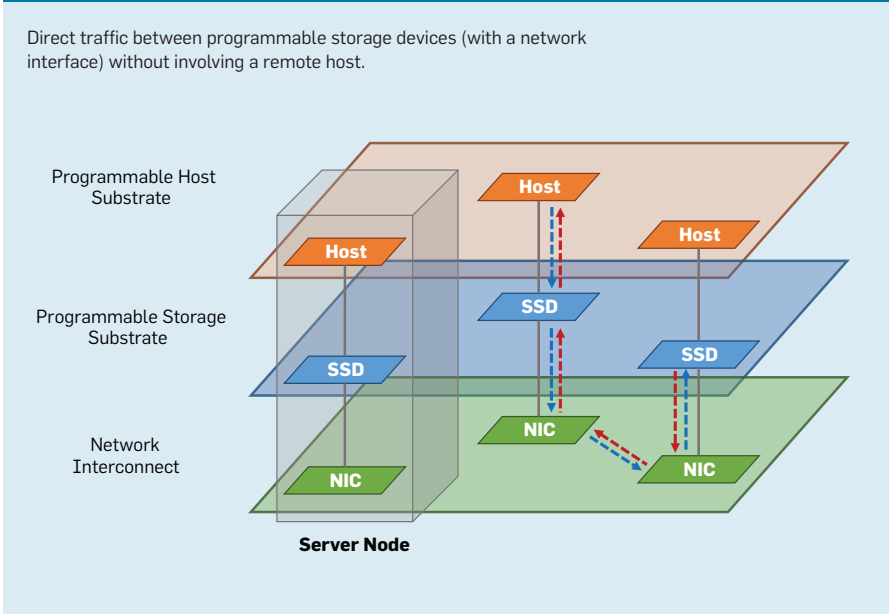 Direct traffic between programmable storage devices (with a network
interface) without involving a remote host.
Programmable Host
Substrate
Host
Host
Host
Programmable Storage
Substrate
SSD
SSD
SSD
Network
Interconnect
NIC
NIC
NIC
Server Node